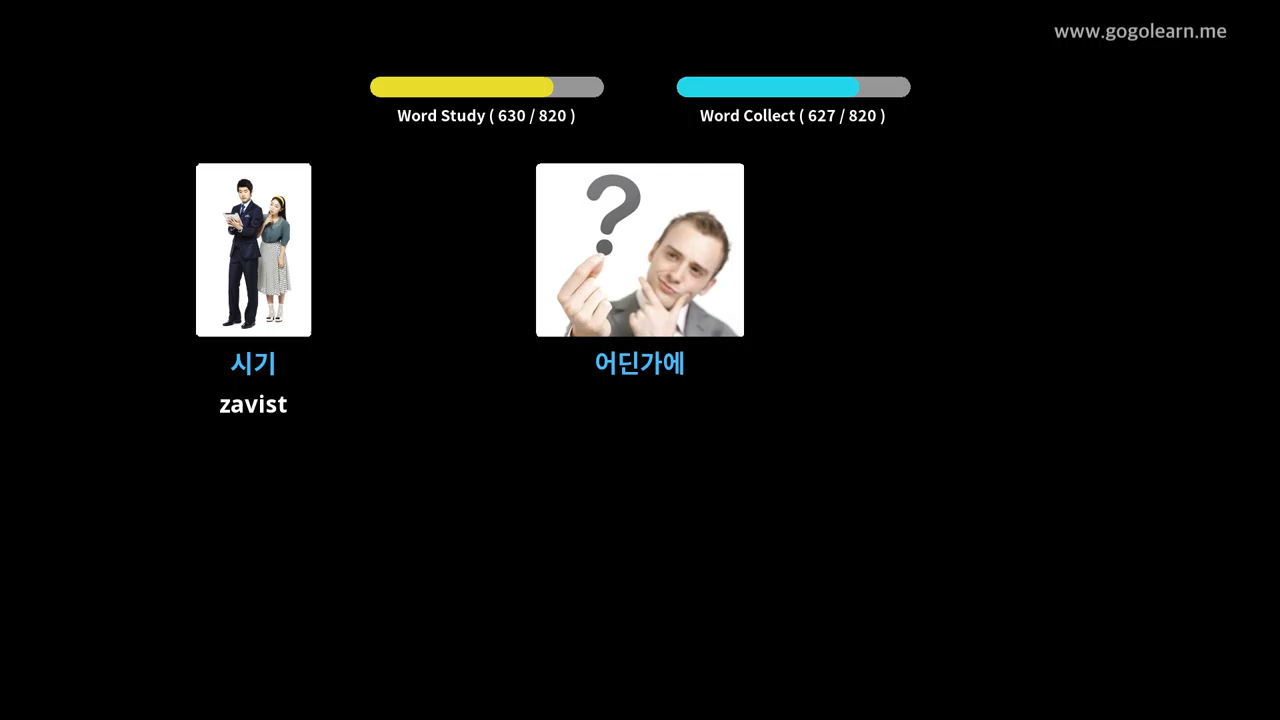 www.gogolearn.me
Word Study ( 630 / 820 )
Word Collect ( 627 / 820 )
시기
어딘가에
zavist